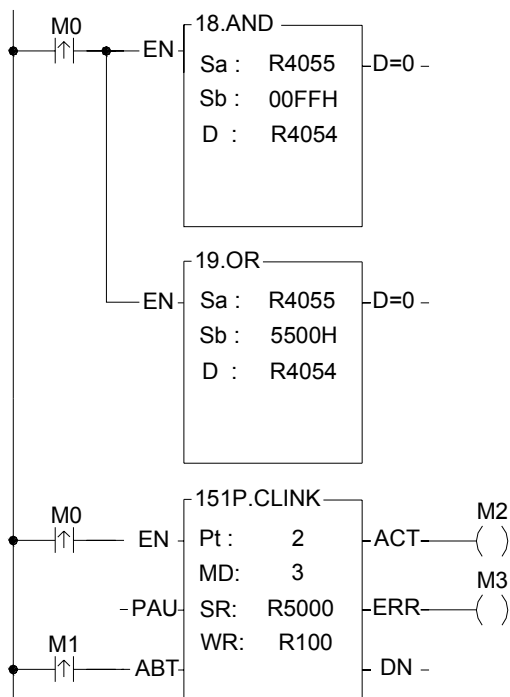 M0
18.AND
EN Sa : R4055 D=0
Sb : 00FFH
D : R4054
19.OR
EN Sa : R4055 D=0
Sb : 5500H
D : R4054
151P.CLINK
M0 M2
EN Pt : 2 ACT ( )
MD: 3 M3
PAU SR: R5000 ERR ( )
M1 WR: R100
ABT DN